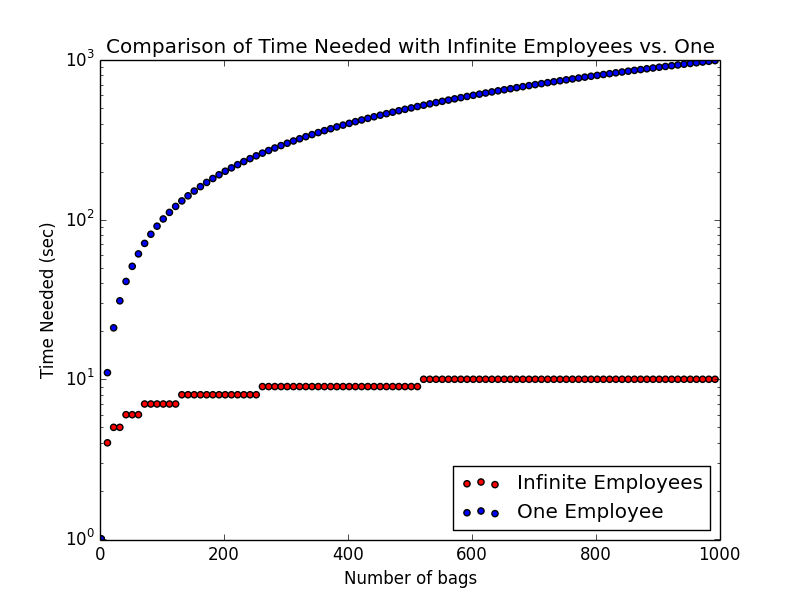 Comparison of Time Needed with Infinite Employees vs. One
Time Needed (sec)
10^3
10^2
10^1
10^0
0 200 400 600 800 1000
Number of bags
Infinite Employees
One Employee